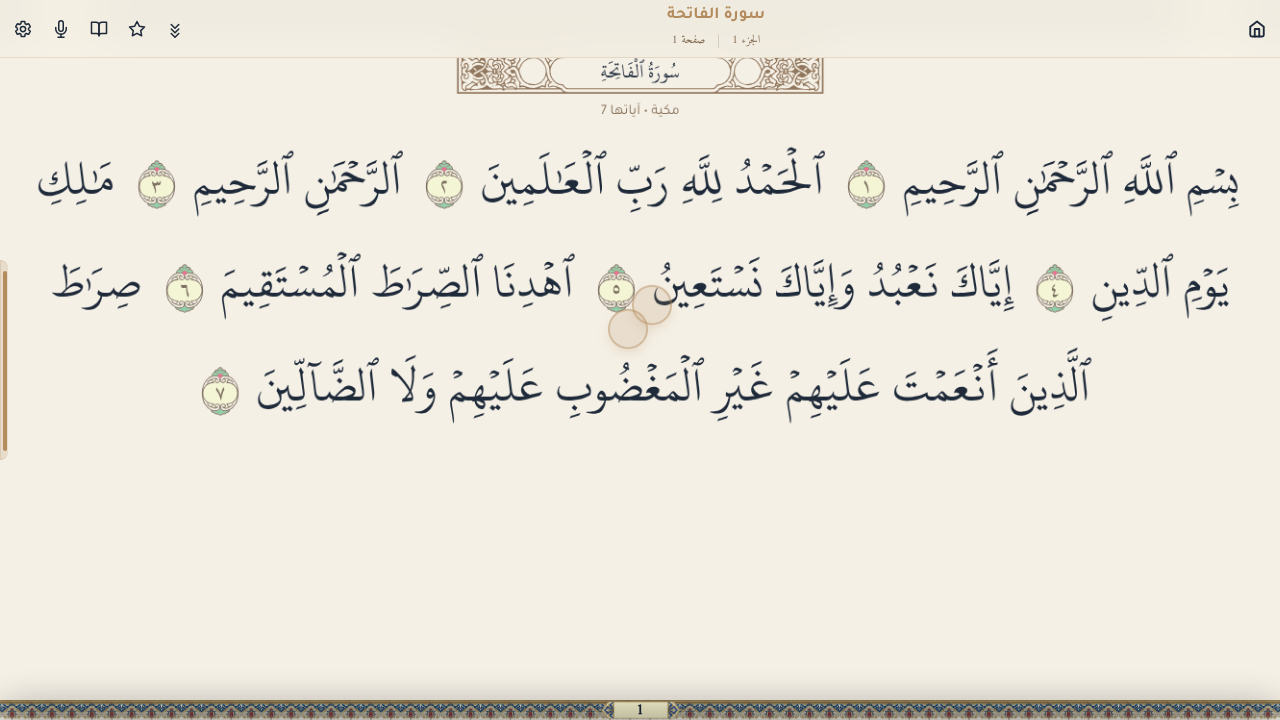 سورة الفاتحة
الجزء 1 | صفحة 1
سُورَةُ ٱلْفَاتِحَةِ
مكية • آياتها 7
بِسْمِ ٱللَّهِ ٱلرَّحْمَٰنِ ٱلرَّحِيمِ ١ ٱلْحَمْدُ لِلَّهِ رَبِّ ٱلْعَٰلَمِينَ ٢ ٱلرَّحْمَٰنِ ٱلرَّحِيمِ ٣ مَٰلِكِ
يَوْمِ ٱلدِّينِ ٤ إِيَّاكَ نَعْبُدُ وَإِيَّاكَ نَسْتَعِينُ ٥ ٱهْدِنَا ٱلصِّرَٰطَ ٱلْمُسْتَقِيمَ ٦ صِرَٰطَ
ٱلَّذِينَ أَنْعَمْتَ عَلَيْهِمْ غَيْرِ ٱلْمَغْضُوبِ عَلَيْهِمْ وَلَا ٱلضَّآلِّينَ ٧
1